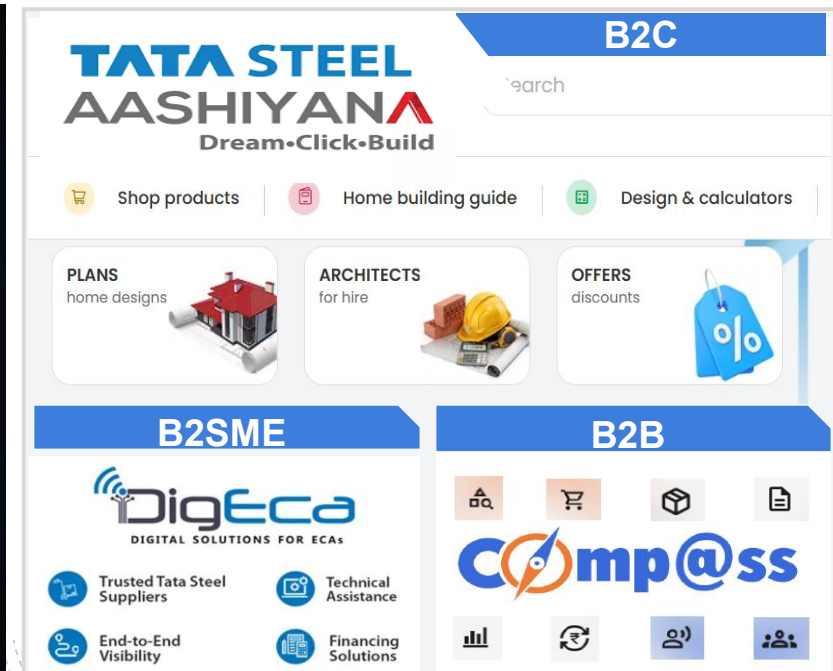 B2C
TATA STEEL
AASHIYANA
Dream•Click•Build
Search
Shop products
Home building guide
Design & calculators
PLANS
home designs
ARCHITECTS
for hire
OFFERS
discounts
%
B2SME
DigEca
DIGITAL SOLUTIONS FOR ECAs
Trusted Tata Steel
Suppliers
Technical
Assistance
End-to-End
Visibility
Financing
Solutions
B2B
Comp@ss
₹